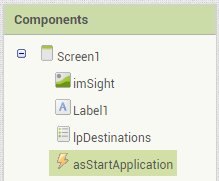 Components
Screen1
imSight
A
Label1
lpDestinations
asStartApplication